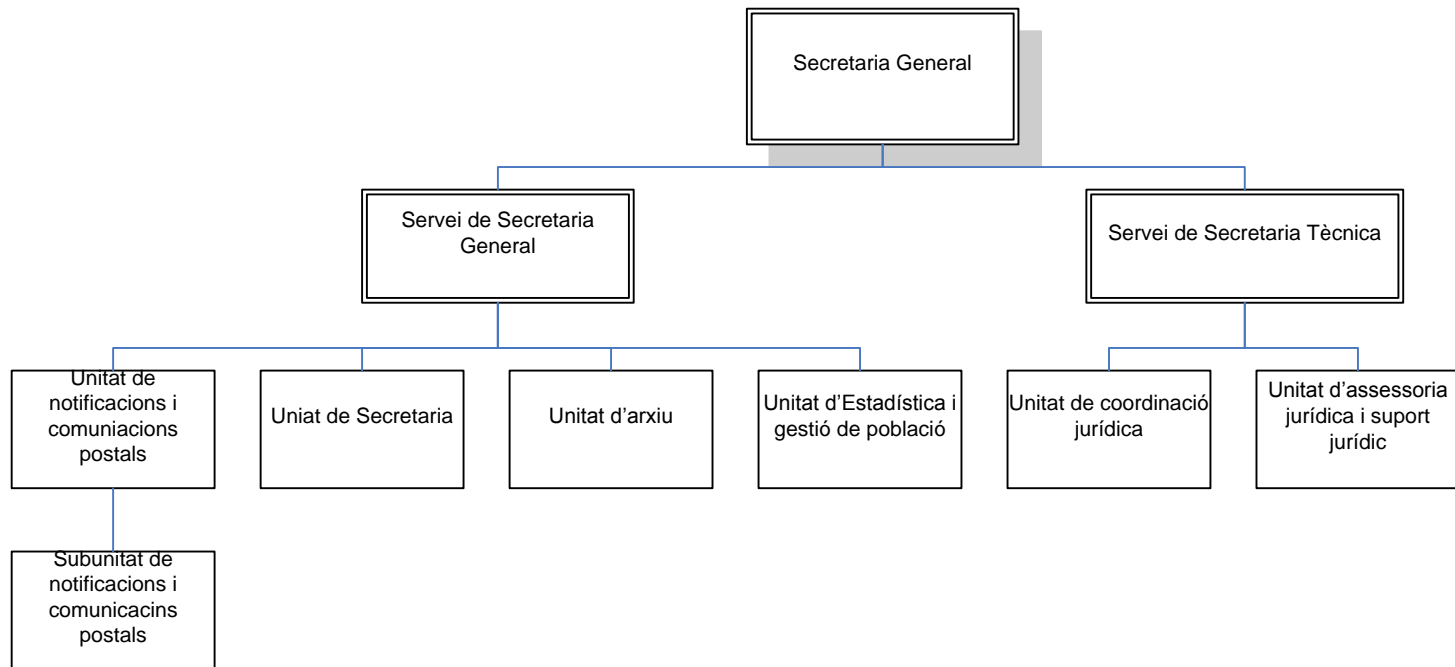 Secretaria General
Servei de Secretaria
General
Servei de Secretaria Tècnica
Unitat de
notificacions i
comuniacions
postals
Uniat de Secretaria
Unitat d’arxiu
Unitat d’Estadística i
gestió de població
Unitat de coordinació
jurídica
Unitat d’assessoria
jurídica i suport
jurídic
Subunitat de
notificacions i
comunicacins
postals